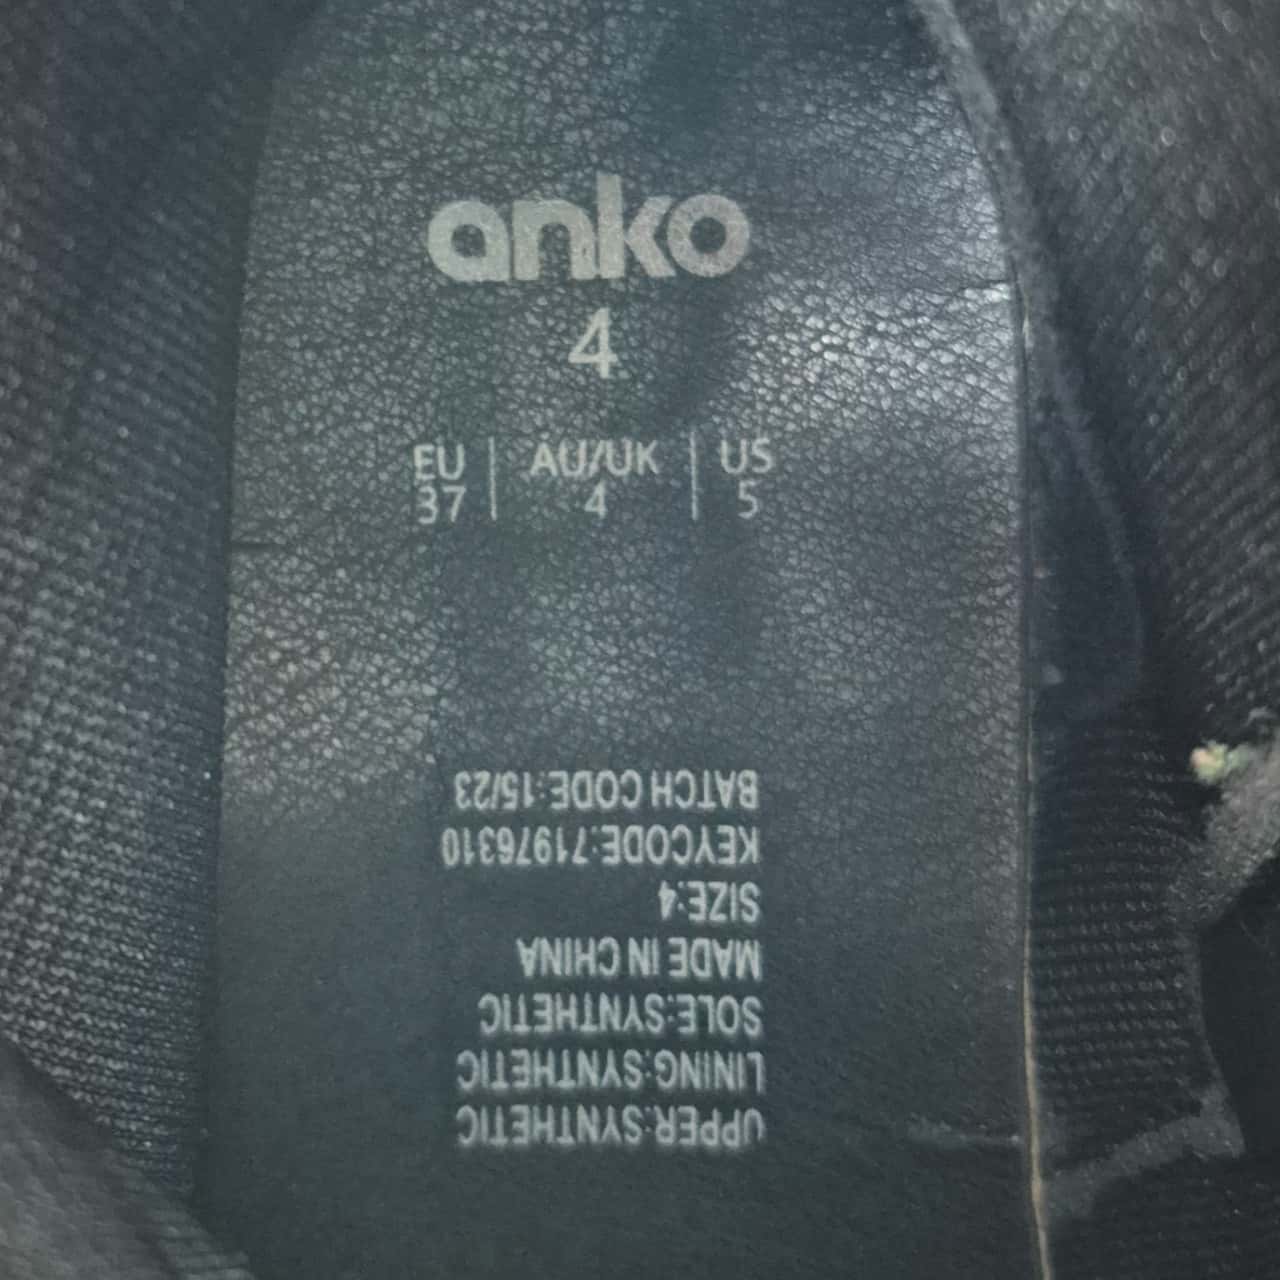 anko
4
EU | AU/UK | US
37 | 4 | 5
UPPER:SYNTHETIC
LINING:SYNTHETIC
SOLE:SYNTHETIC
MADE IN CHINA
SIZE:4
KEYCODE:71976310
BATCH CODE:15/23